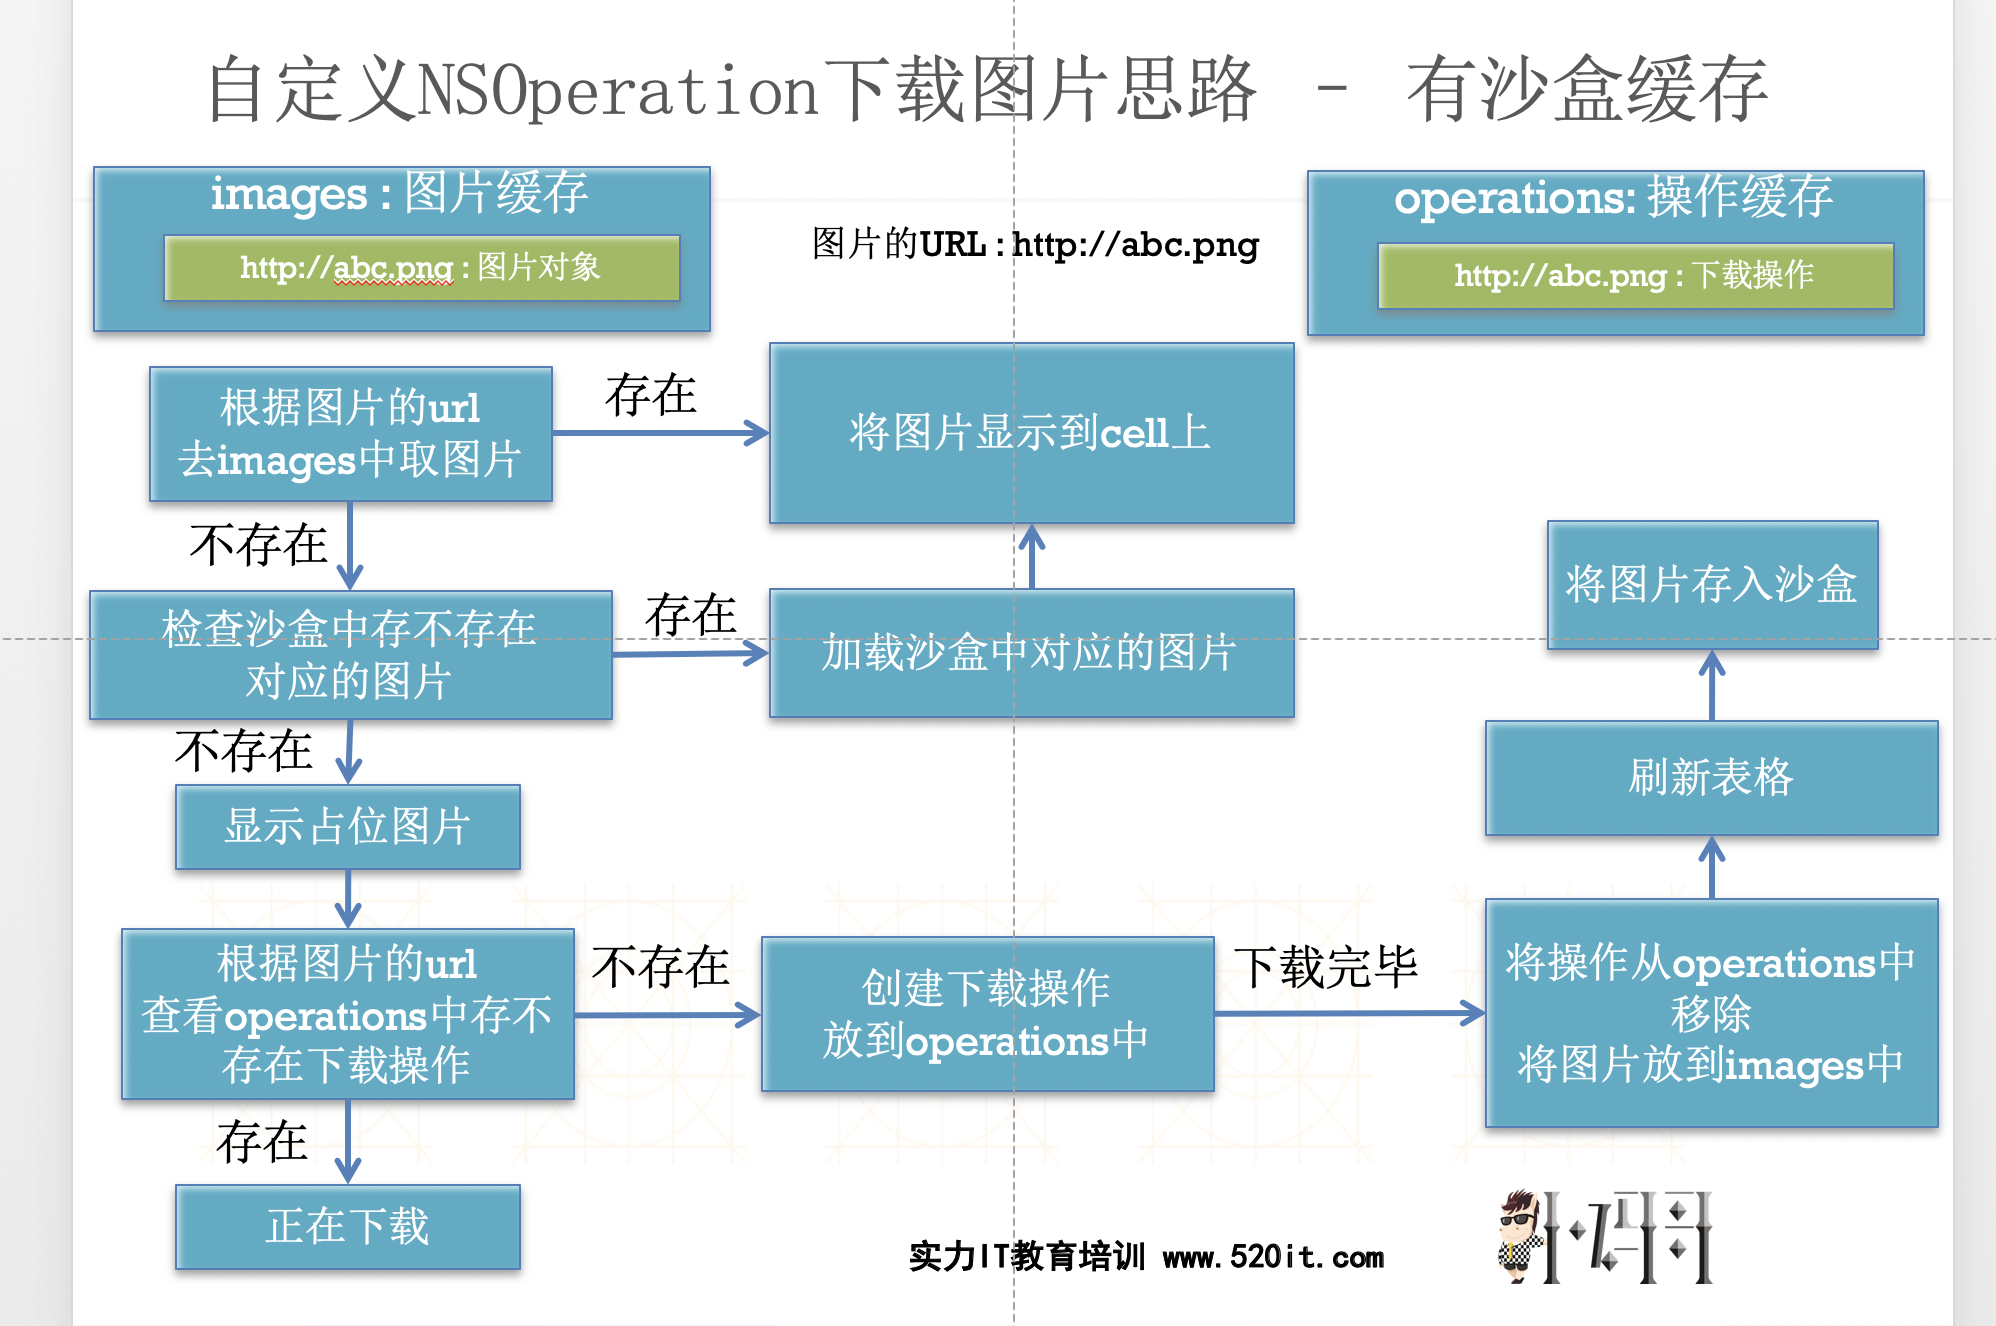 自定义NSOperation下载图片思路 - 有沙盒缓存
images : 图片缓存
http://abc.png : 图片对象
图片的URL : http://abc.png
operations: 操作缓存
http://abc.png : 下载操作
根据图片的url
去images中取图片
存在
将图片显示到cell上
不存在
检查沙盒中存不存在
对应的图片
存在
加载沙盒中对应的图片
将图片存入沙盒
不存在
显示占位图片
刷新表格
根据图片的url
查看operations中存不
存在下载操作
不存在
创建下载操作
放到operations中
下载完毕
将操作从operations中
移除
将图片放到images中
存在
正在下载
实力IT教育培训 www.520it.com